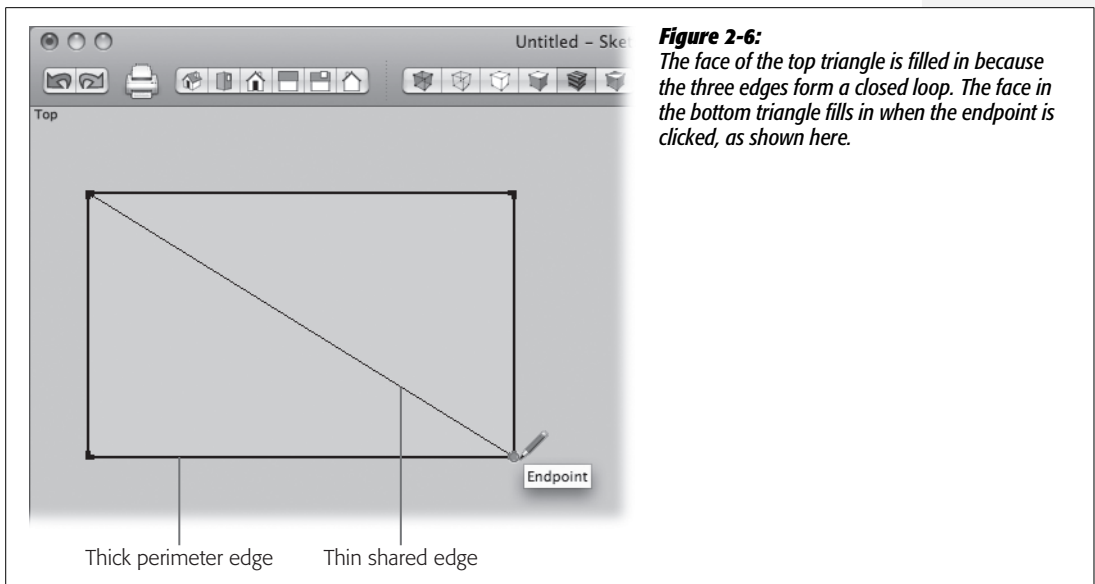 Untitled – Ske
Top
Endpoint
Thick perimeter edge
Thin shared edge
Figure 2-6:
The face of the top triangle is filled in because
the three edges form a closed loop. The face in
the bottom triangle fills in when the endpoint is
clicked, as shown here.